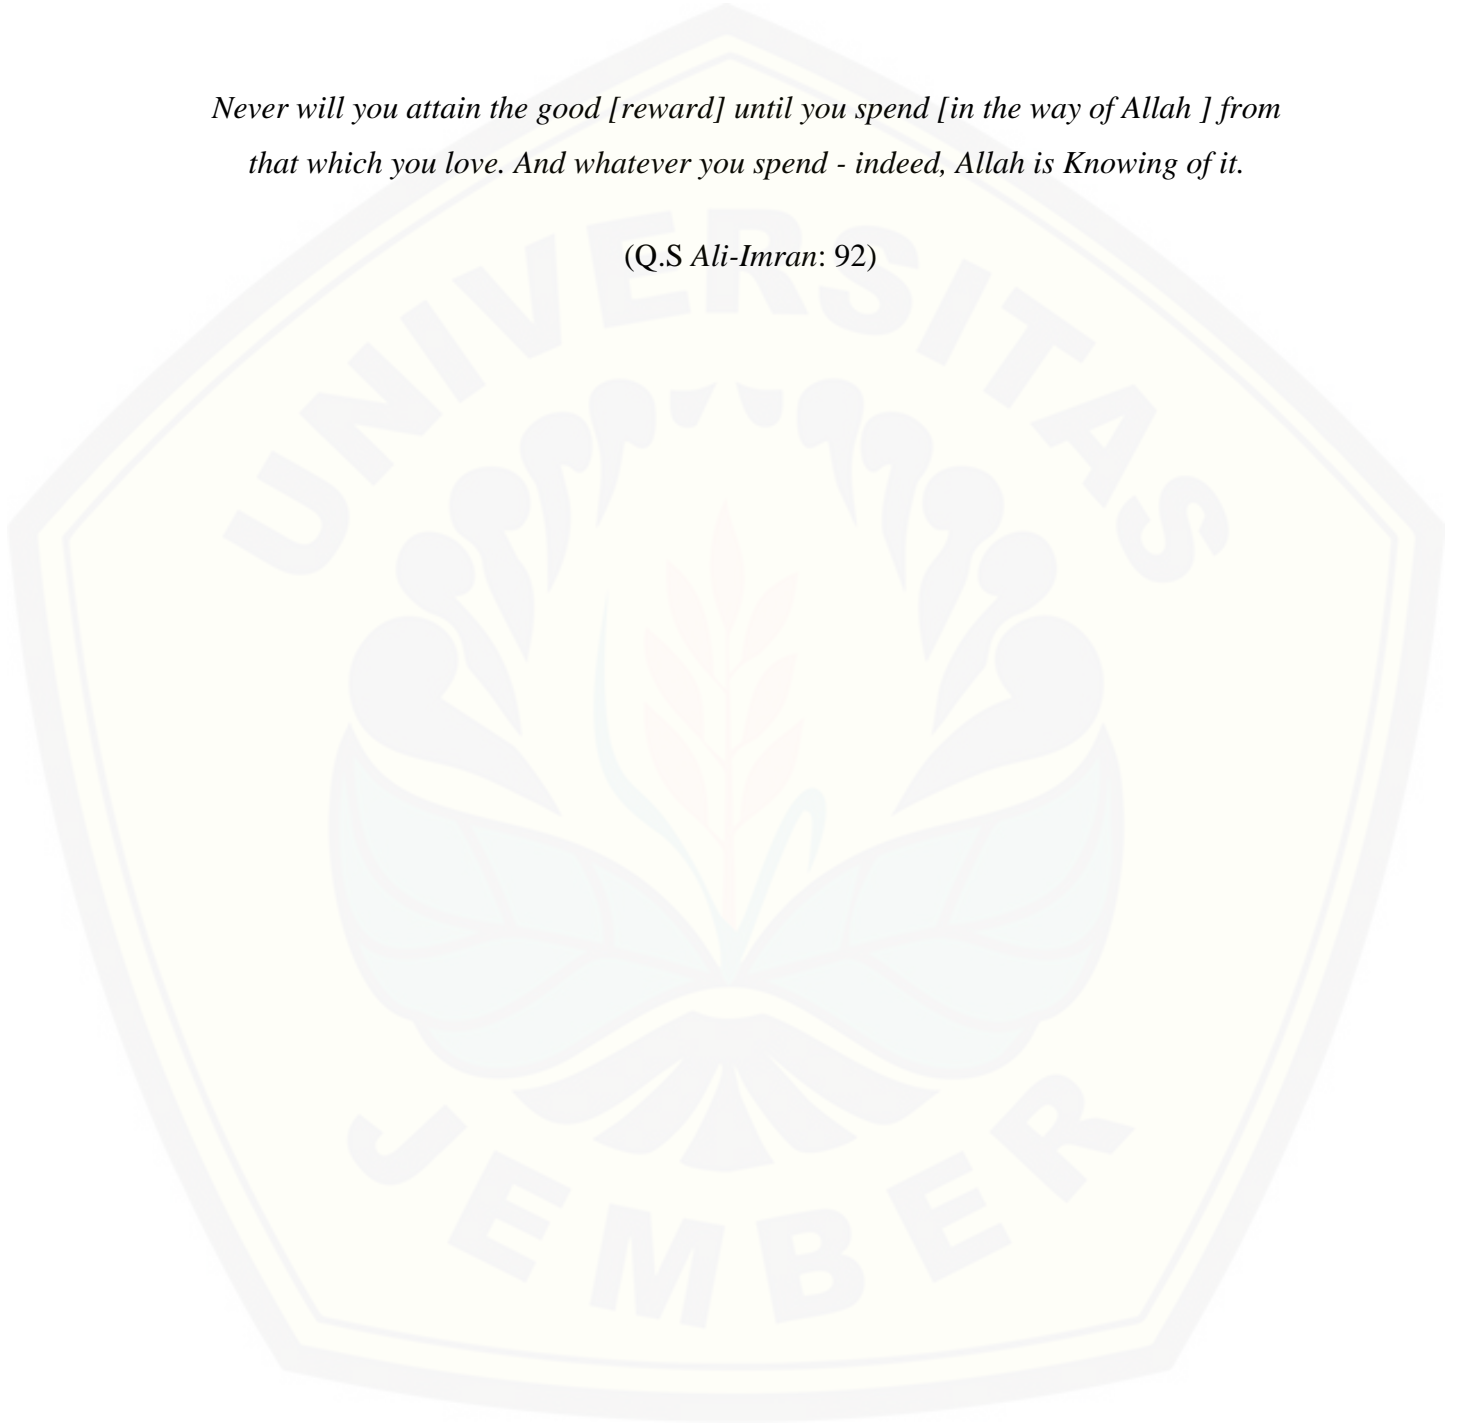 Never will you attain the good [reward] until you spend [in the way of Allah ] from
that which you love. And whatever you spend - indeed, Allah is Knowing of it.
(Q.S Ali-Imran: 92)
UNIVERSITAS
JEMBER